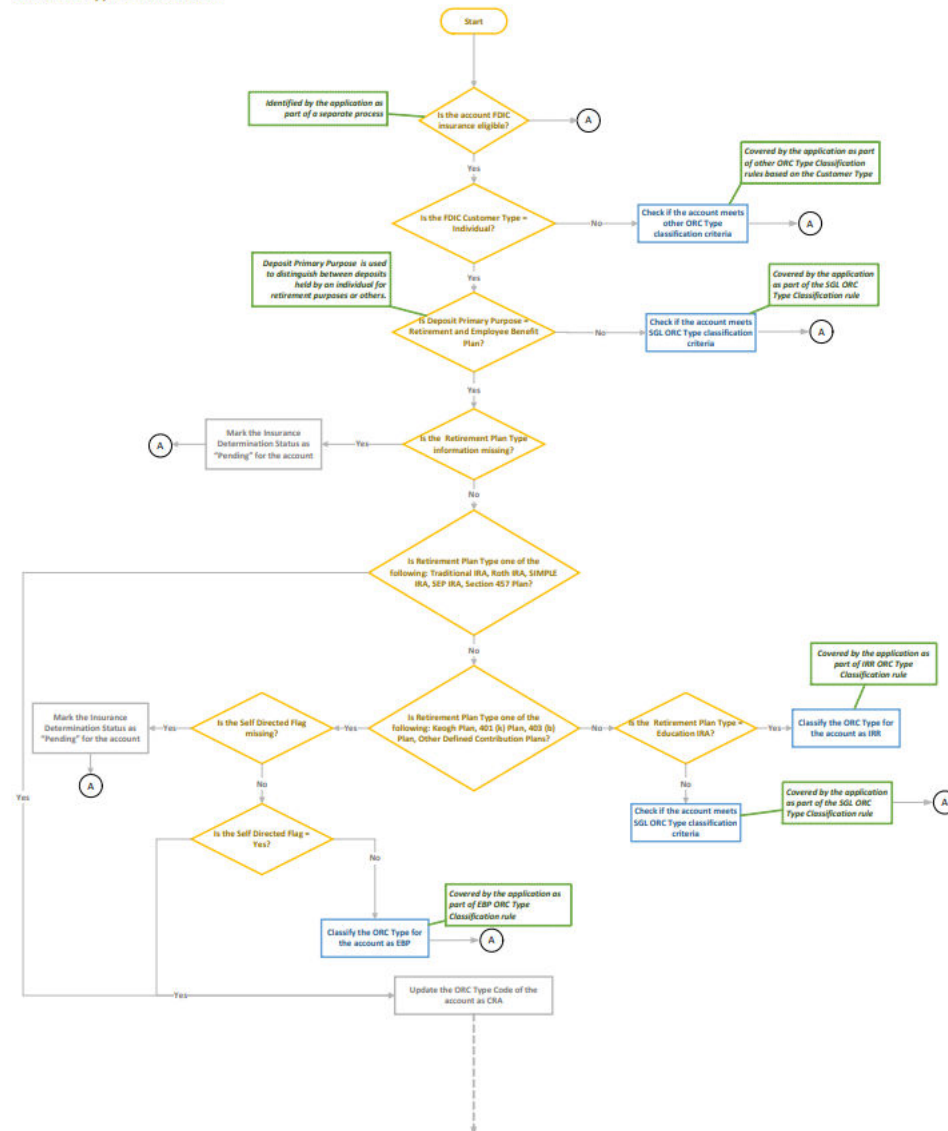 Start
Identified by the application as
part of a separate process
Is the account FDIC
insurance eligible?
A
Yes
Covered by the application as part
of other ORC Type Classification
rules based on the Customer Type
Is the FDIC Customer Type =
Individual?
No
Check if the account meets
other ORC Type
classification criteria
A
Deposit Primary Purpose is used
to distinguish between deposits
held by an individual for
retirement purposes or others.
Yes
Covered by the application
as part of the SGL ORC
Type Classification rule
Is Deposit Primary Purpose =
Retirement and Employee Benefit
Plan?
No
Check if the account meets
SGL ORC Type classification
criteria
A
Yes
A
Mark the Insurance
Determination Status as
"Pending" for the account
Yes
Is the Retirement Plan Type
information missing?
No
Is Retirement Plan Type one of the
following: Traditional IRA, Roth IRA, SIMPLE
IRA, SEP IRA, Section 457 Plan?
No
Covered by the application as
part of IRR ORC Type
Classification rule
Mark the Insurance
Determination Status as
"Pending" for the account
Yes
Is the Self Directed Flag
missing?
Yes
Is Retirement Plan Type one of the
following: Keogh Plan, 401 (k) Plan, 403 (b)
Plan, Other Defined Contribution Plans?
No
Is the Retirement Plan Type =
Education IRA?
Yes
Classify the ORC Type for
the account as IRR
A
Yes
No
No
Check if the account meets
SGL ORC Type classification
criteria
Covered by the application
as part of the SGL ORC
Type Classification rule
A
Is the Self Directed Flag =
Yes?
No
Covered by the application as
part of EBP ORC Type
Classification rule
Classify the ORC Type for
the account as EBP
A
Yes
Update the ORC Type Code of the
account as CRA